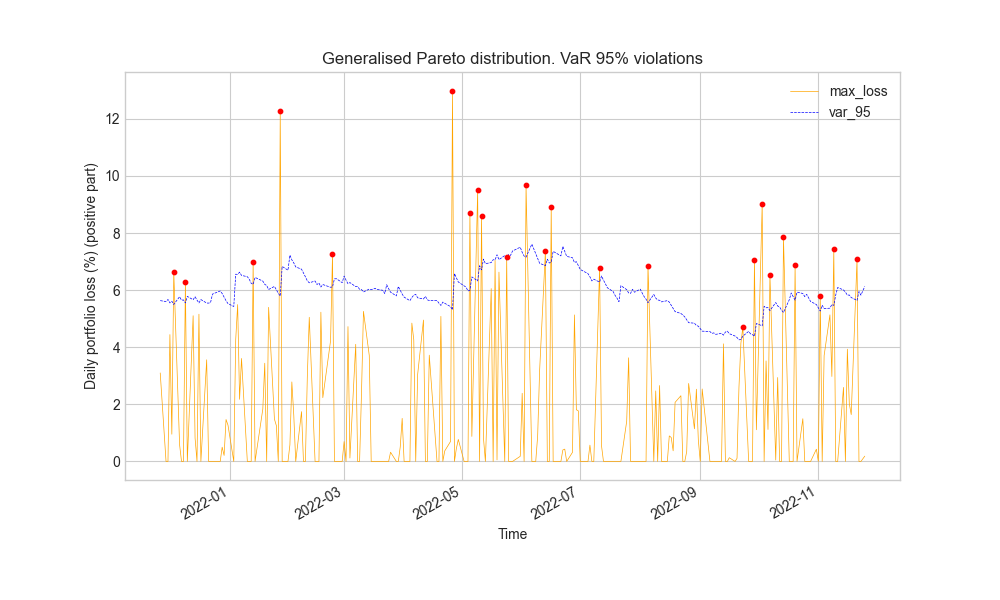 Generalised Pareto distribution. VaR 95% violations
max_loss
var_95
Daily portfolio loss (%) (positive part)
12
10
8
6
4
2
0
2022-01
2022-03
2022-05
2022-07
2022-09
2022-11
Time